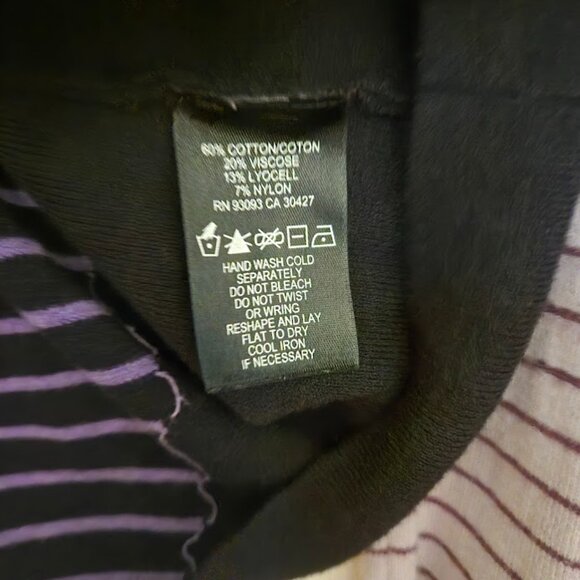 60% COTTON/COTON
20% VISCOSE
13% LYOCELL
7% NYLON
RN 93093 CA 30427
HAND WASH COLD
SEPARATELY
DO NOT BLEACH
DO NOT TWIST
OR WRING
RESHAPE AND LAY
FLAT TO DRY
COOL IRON
IF NECESSARY